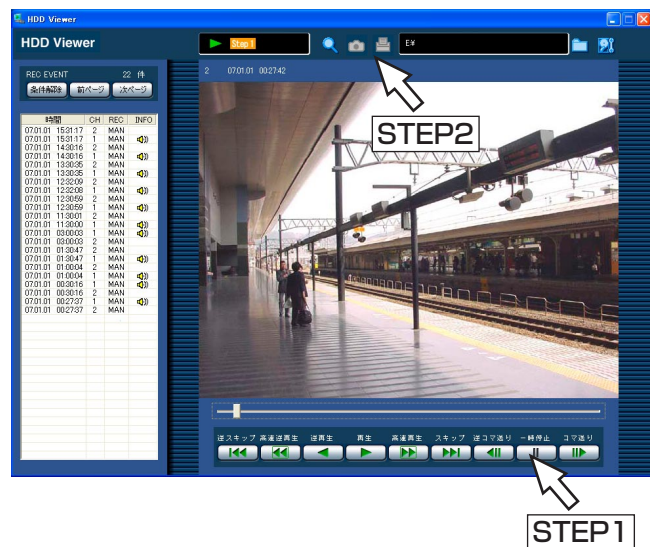 HDD Viewer
HDD Viewer
Step 1
E¥
REC EVENT 22 件
条件解除 前ページ 次ページ
2 07.01.01 00:27:42
時間 CH REC INFO
07.01.01 15:31:17 2 MAN
07.01.01 15:31:17 1 MAN
07.01.01 14:30:16 2 MAN
07.01.01 14:30:16 1 MAN
07.01.01 13:30:35 2 MAN
07.01.01 13:30:35 1 MAN
07.01.01 12:32:09 2 MAN
07.01.01 12:32:08 1 MAN
07.01.01 12:30:59 2 MAN
07.01.01 12:30:59 1 MAN
07.01.01 11:30:01 2 MAN
07.01.01 11:30:00 1 MAN
07.01.01 03:00:03 1 MAN
07.01.01 03:00:03 2 MAN
07.01.01 01:30:47 2 MAN
07.01.01 01:30:47 1 MAN
07.01.01 01:00:04 2 MAN
07.01.01 01:00:04 1 MAN
07.01.01 00:30:16 1 MAN
07.01.01 00:30:16 2 MAN
07.01.01 00:27:37 1 MAN
07.01.01 00:27:37 2 MAN
STEP2
逆スキップ 高速逆再生 逆再生 再生 高速再生 スキップ 逆コマ送り 一時停止 コマ送り
STEP1